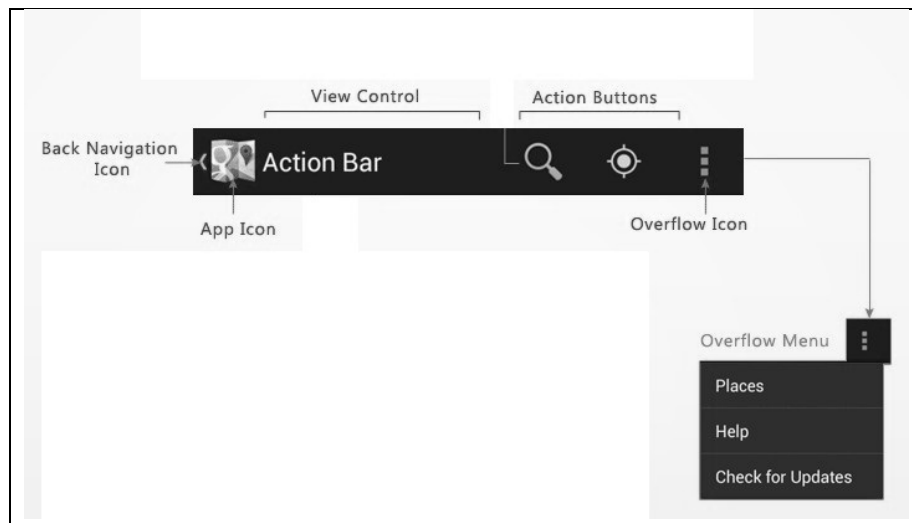 View Control
Action Buttons
Back Navigation
Icon
Action Bar
App Icon
Overflow Icon
Overflow Menu
Places
Help
Check for Updates